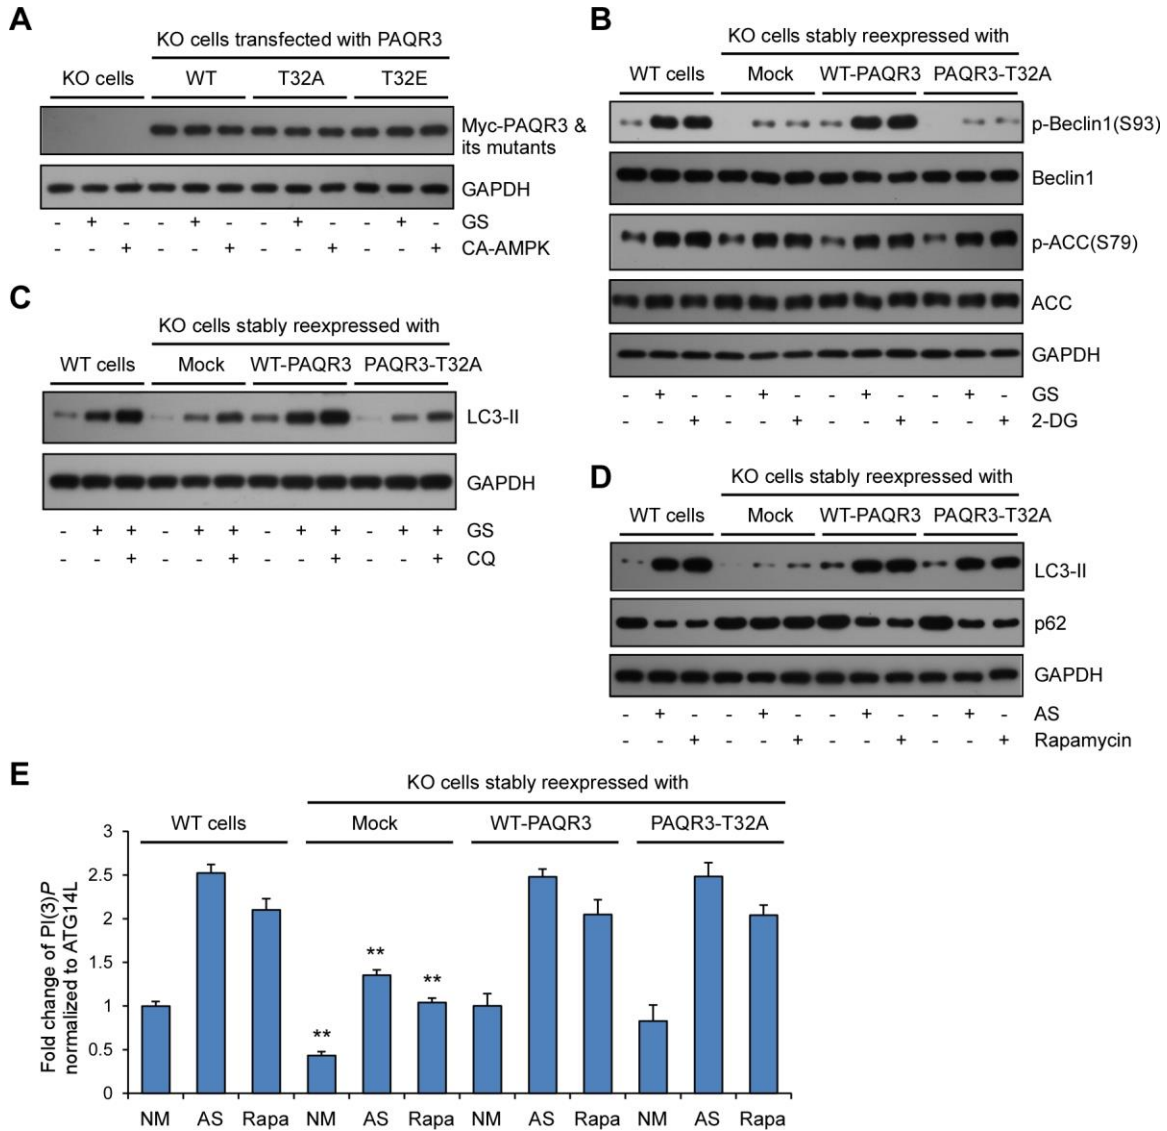 A
KO cells transfected with PAQR3
KO cells WT T32A T32E
Myc-PAQR3 &
its mutants
GAPDH
- + - - + - - + - - + - GS
- - + - - + - - + - - + CA-AMPK
B
KO cells stably reexpressed with
WT cells Mock WT-PAQR3 PAQR3-T32A
p-Beclin1(S93)
Beclin1
p-ACC(S79)
ACC
GAPDH
- + - - + - - + - - + - GS
- - + - - + - - + - - + 2-DG
C
KO cells stably reexpressed with
WT cells Mock WT-PAQR3 PAQR3-T32A
LC3-II
GAPDH
- + + - + + - + + - + + GS
- - + - - + - - + - - + CQ
D
KO cells stably reexpressed with
WT cells Mock WT-PAQR3 PAQR3-T32A
LC3-II
p62
GAPDH
- + - - + - - + - - + - AS
- - + - - + - - + - - + Rapamycin
E
KO cells stably reexpressed with
WT cells Mock WT-PAQR3 PAQR3-T32A
Fold change of PI(3)P
normalized to ATG14L
3
2.5
2
1.5
1
0.5
0
** ** **
NM AS Rapa NM AS Rapa NM AS Rapa NM AS Rapa